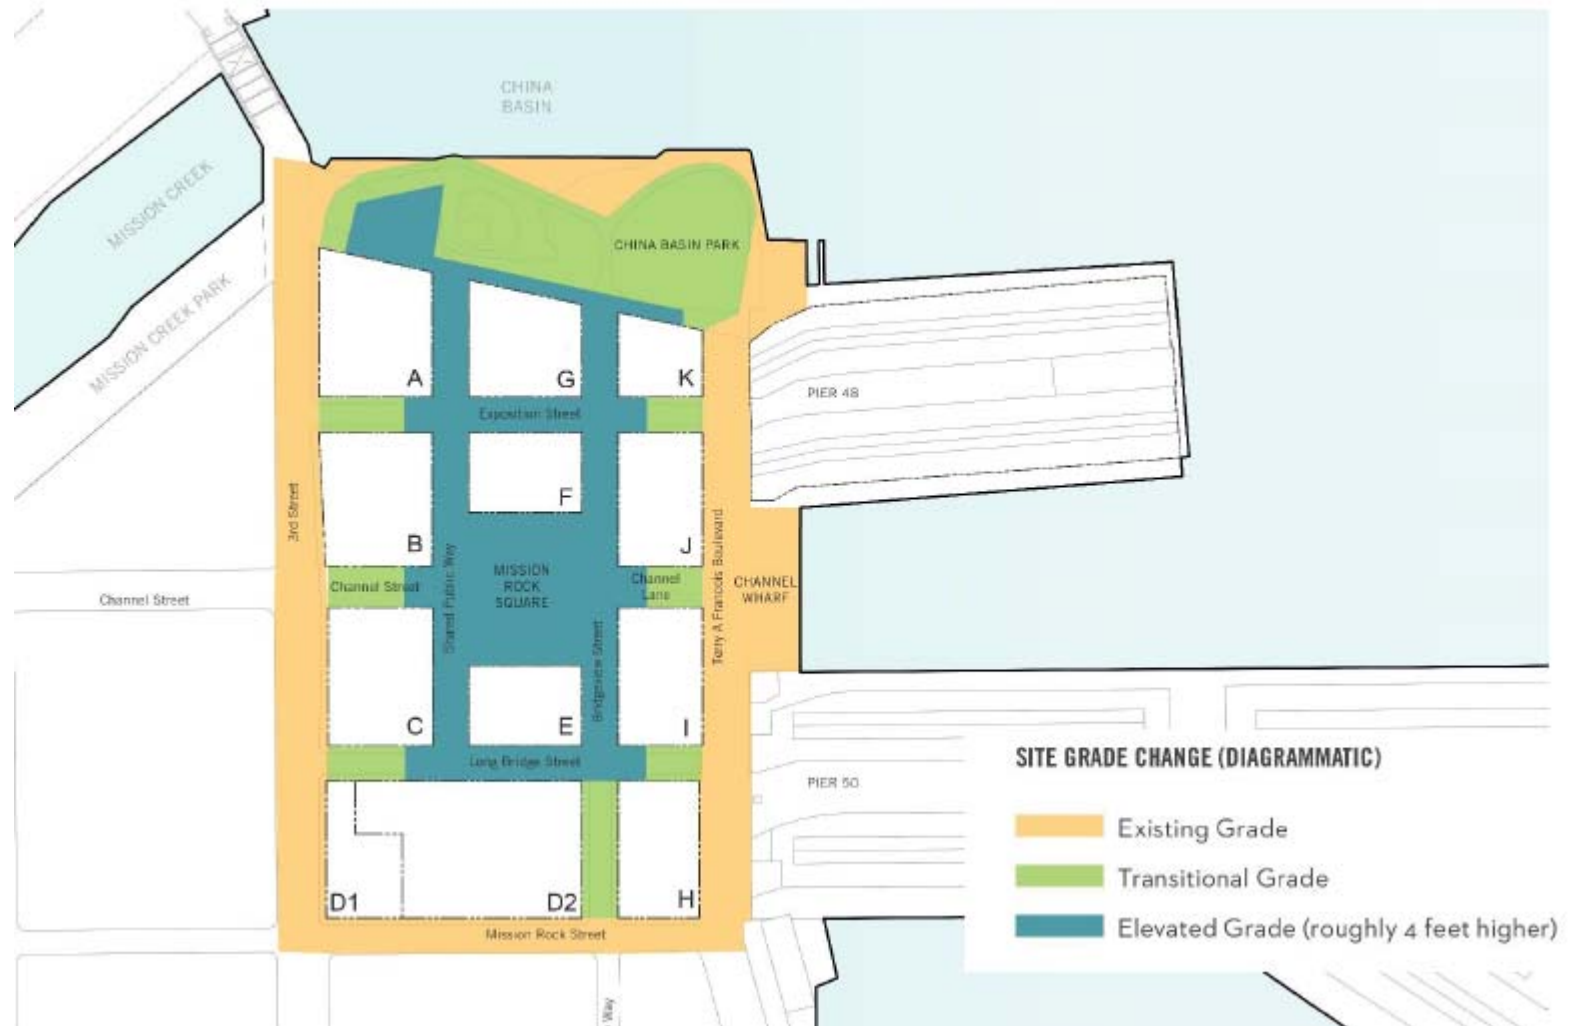 CHINA
BASIN
MISSION CREEK
MISSION CREEK PARK
CHINA BASIN PARK
A
G
K
PIER 48
Exposition Street
F
3rd Street
B
J
Shared Public Way
MISSION
ROCK
SQUARE
Terry A Francois Boulevard
Channel Street
Channel Street
Channel
Lane
CHANNEL
WHARF
Bridgeview Street
C
E
I
Long Bridge Street
PIER 50
D1
D2
H
Mission Rock Street
Way
SITE GRADE CHANGE (DIAGRAMMATIC)
Existing Grade
Transitional Grade
Elevated Grade (roughly 4 feet higher)